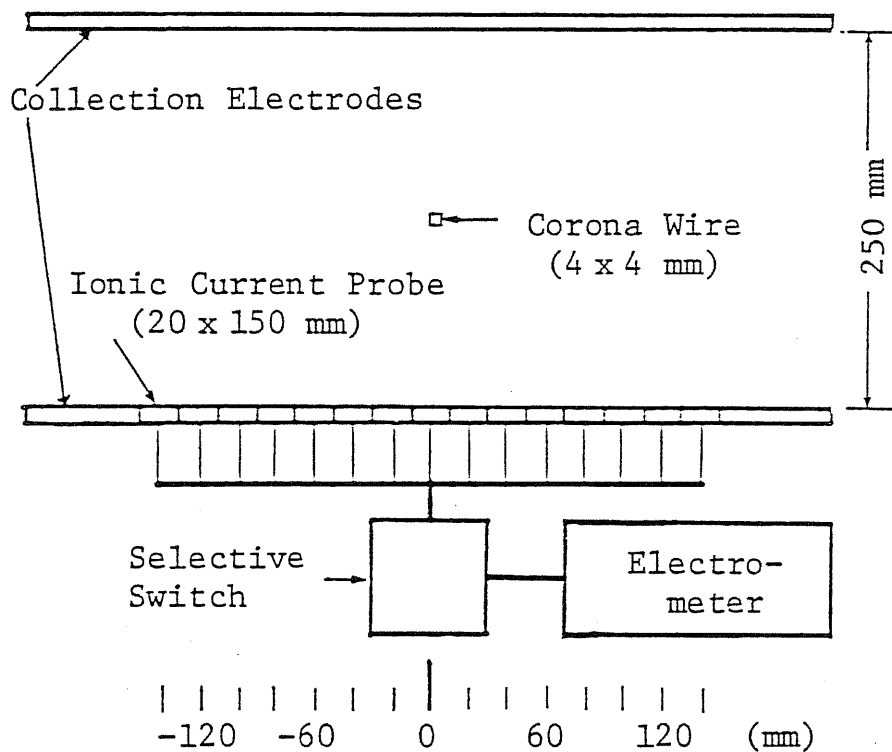 Collection Electrodes
250 mm
Corona Wire
(4 x 4 mm)
Ionic Current Probe
(20 x 150 mm)
Selective
Switch
Electro-
meter
-120 -60 0 60 120 (mm)